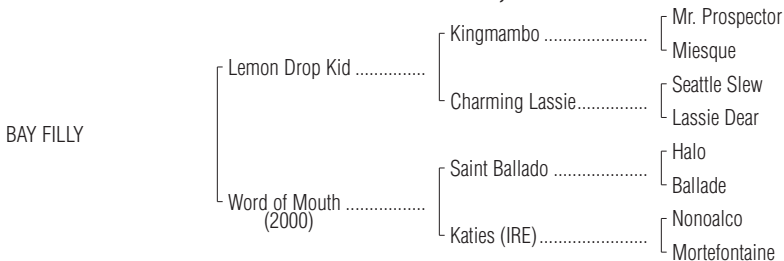 Mr. Prospector
Kingmambo .......................
Miesque
Lemon Drop Kid ...............
Seattle Slew
Charming Lassie...............
Lassie Dear
BAY FILLY
Halo
Saint Ballado ....................
Ballade
Word of Mouth .................
(2000)
Nonoalco
Katies (IRE).......................
Mortefontaine